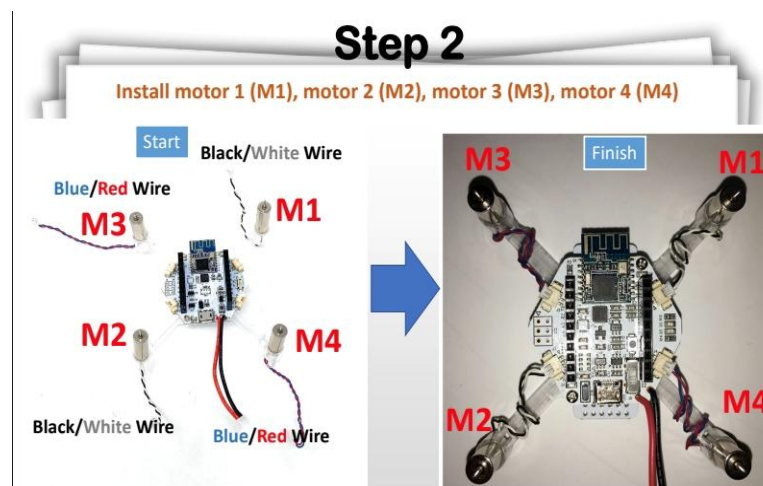 Step 2
Install motor 1 (M1), motor 2 (M2), motor 3 (M3), motor 4 (M4)
Start
Black/White Wire
Blue/Red Wire
M3
M1
M2
M4
Black/White Wire
Blue/Red Wire
Finish
M3
M1
M2
M4